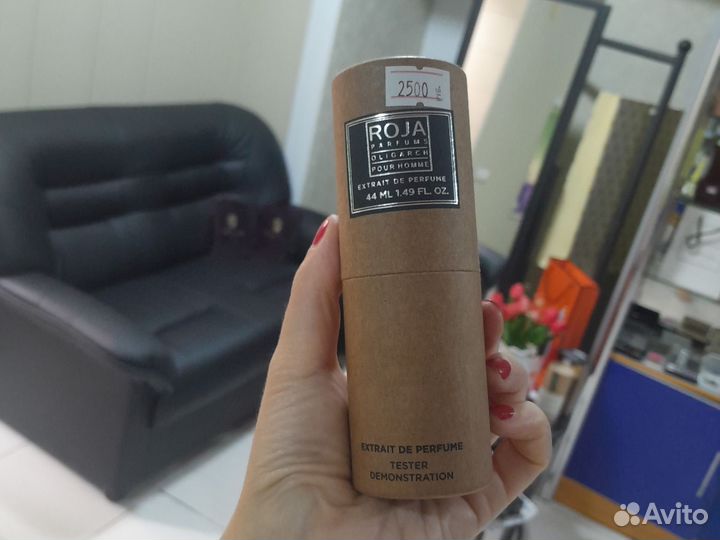 2500
ROJA
PARFUMS
OLIGARCH
POUR HOMME
EXTRAIT DE PERFUME
44 ML 1.49 FL. OZ.
EXTRAIT DE PERFUME
TESTER
DEMONSTRATION
Avito